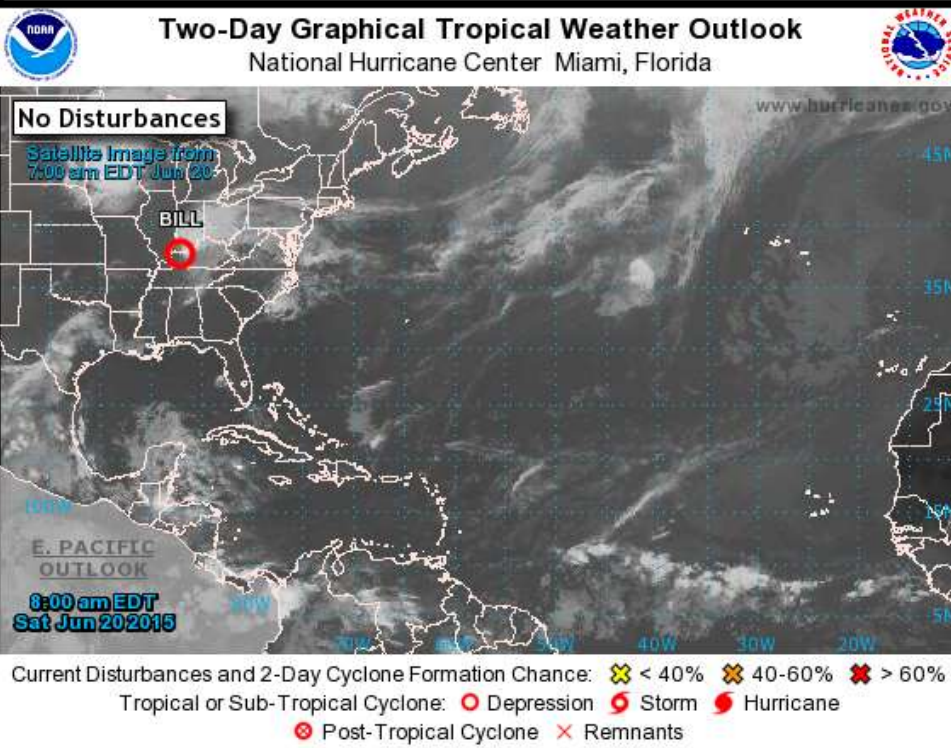 NOAA
Two-Day Graphical Tropical Weather Outlook
National Hurricane Center Miami, Florida
www.hurricanes.gov
No Disturbances
Satellite Image from
7:00 am EDT Jun 20
45N
BILL
35N
25N
100W
15N
E. PACIFIC
OUTLOOK
8:00 am EDT
Sat Jun 20 2015
5N
70W
40W
30W
20W
Current Disturbances and 2-Day Cyclone Formation Chance: < 40% 40-60% > 60%
Tropical or Sub-Tropical Cyclone: Depression Storm Hurricane
Post-Tropical Cyclone Remnants